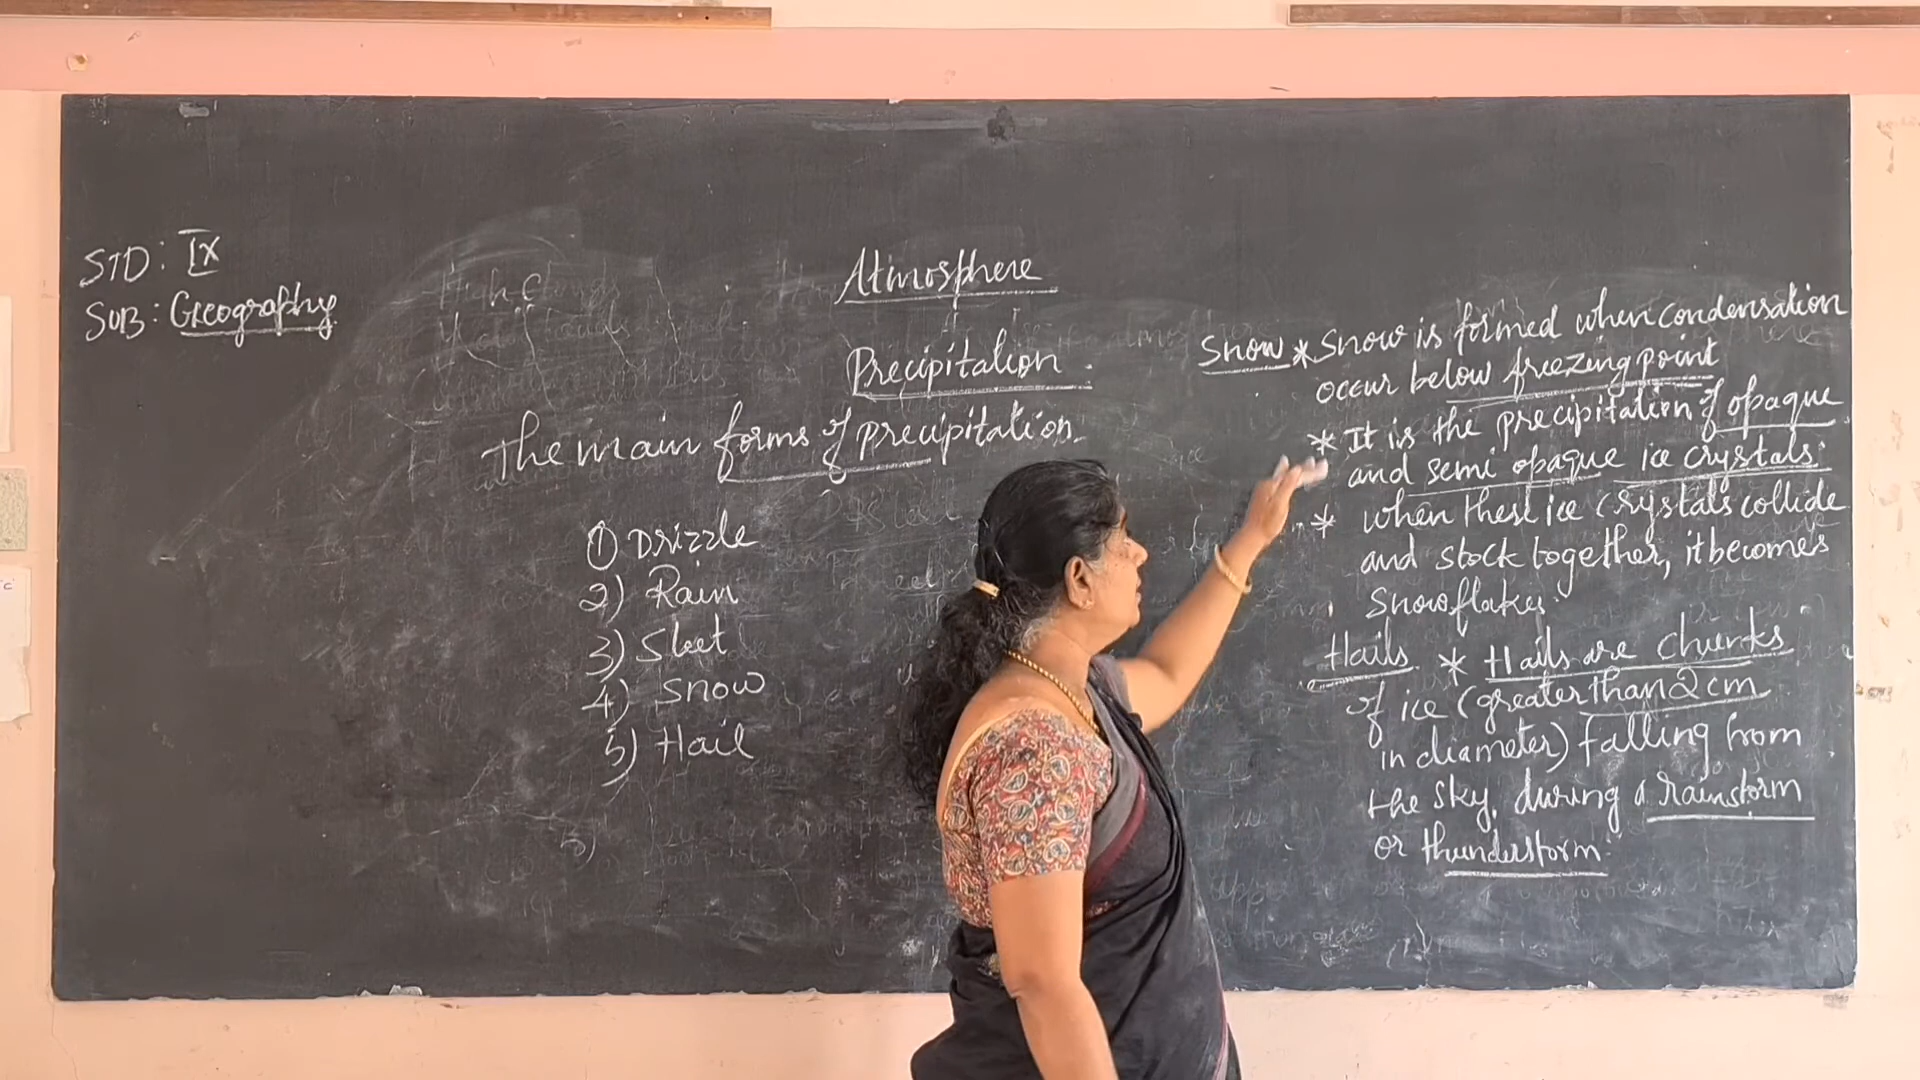 STD: IX
SUB: Geography
Atmosphere
Precipitation.
The main forms of precipitation.
1) Drizzle
2) Rain
3) Sleet
4) Snow
5) Hail
Snow * Snow is formed when condensation
occur below freezing point
* It is the precipitation of opaque
and semi opaque ice crystals.
* when these ice crystals collide
and stock together, it becomes
Snowflakes.
Hails * Hails are chunks
of ice (greater than 2 cm
in diameter) falling from
the sky, during a rainstorm
or thunderstorm.